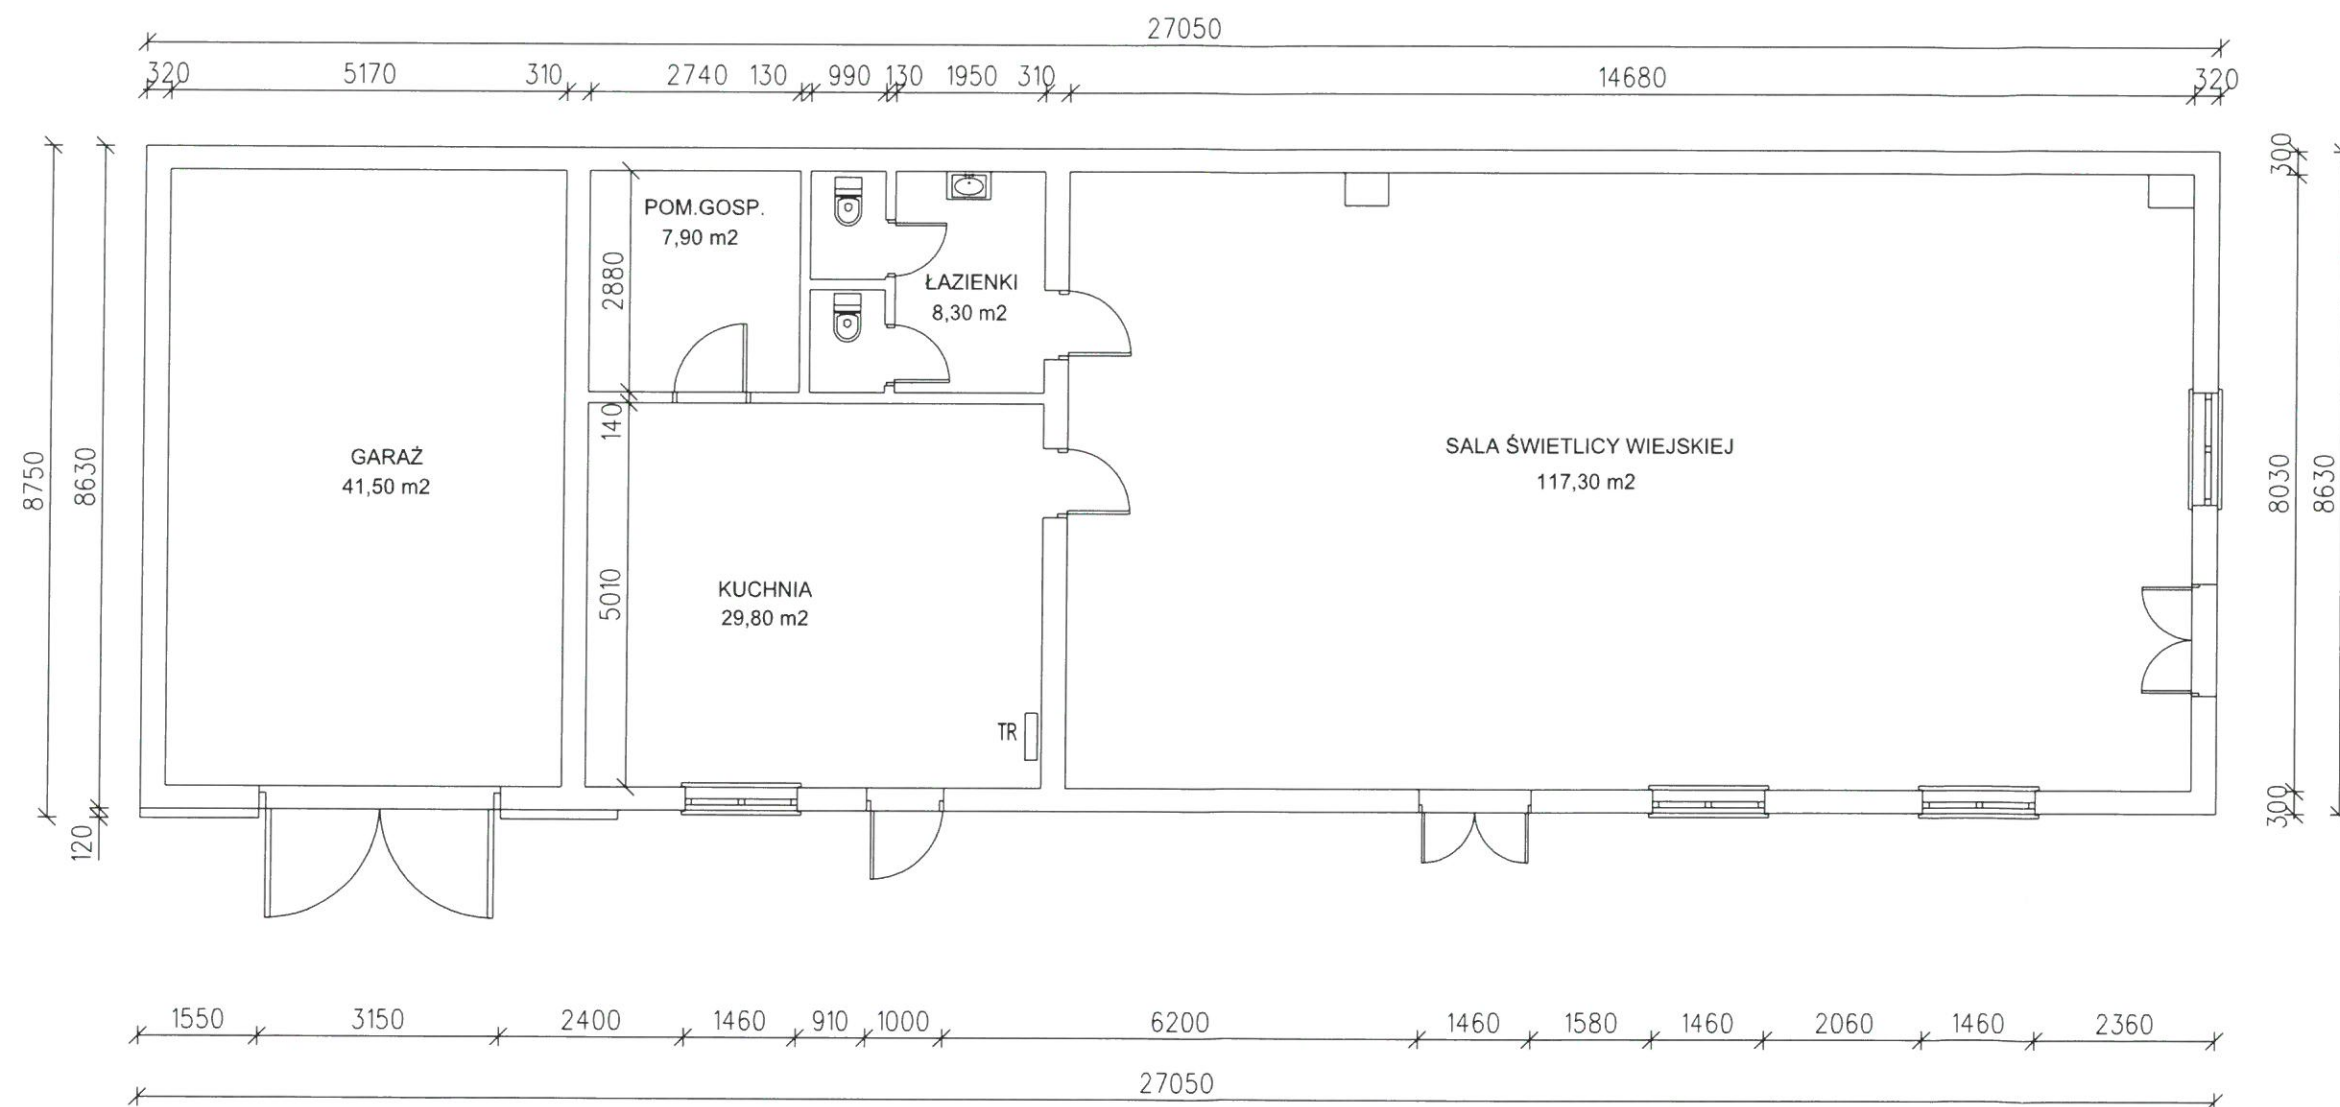 27050
320 5170 310 2740 130 990 130 1950 310 14680 320
300
POM.GOSP.
7,90 m2
2880
ŁAZIENKI
8,30 m2
140
GARAŻ
41,50 m2
8750
8630
SALA ŚWIETLICY WIEJSKIEJ
117,30 m2
8030
8630
5010
KUCHNIA
29,80 m2
TR
120
300
1550 3150 2400 1460 910 1000 6200 1460 1580 1460 2060 1460 2360
27050